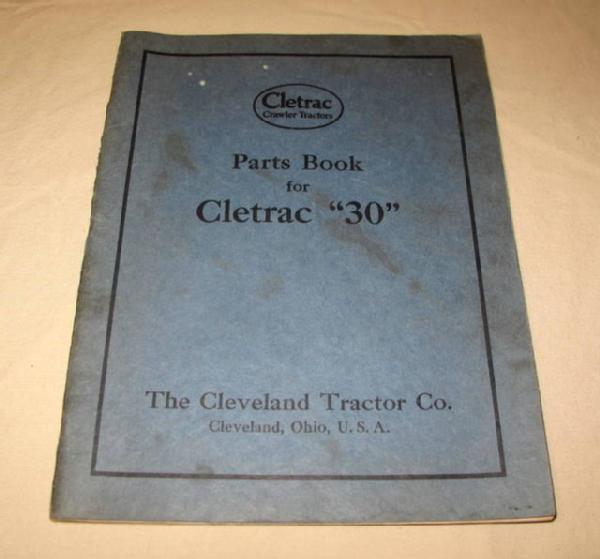 Cletrac
Crawler Tractors
Parts Book
for
Cletrac “30”
The Cleveland Tractor Co.
Cleveland, Ohio, U. S. A.